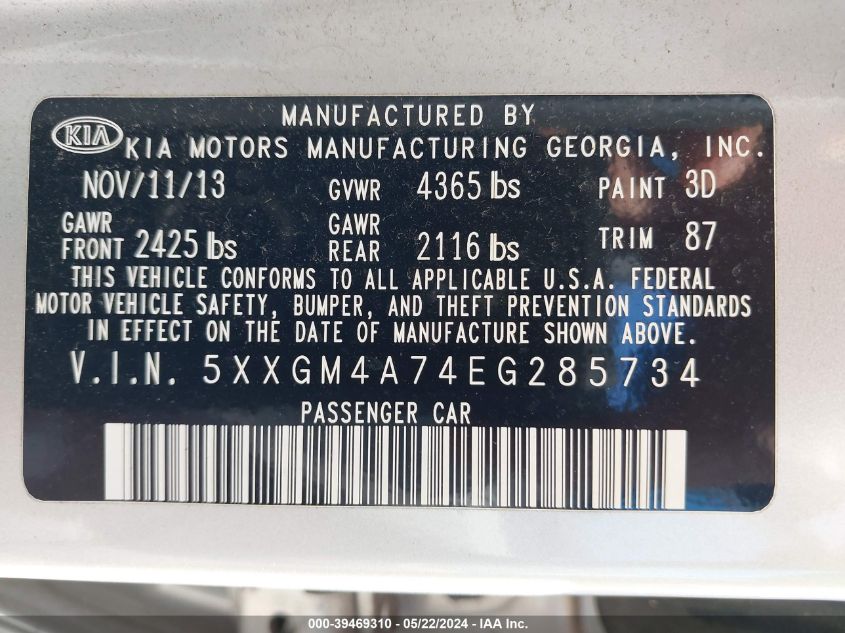 MANUFACTURED BY
KIA KIA MOTORS MANUFACTURING GEORGIA, INC.
NOV/11/13 GVWR 4365 lbs PAINT 3D
GAWR FRONT 2425 lbs GAWR REAR 2116 lbs TRIM 87
THIS VEHICLE CONFORMS TO ALL APPLICABLE U.S.A. FEDERAL
MOTOR VEHICLE SAFETY, BUMPER, AND THEFT PREVENTION STANDARDS
IN EFFECT ON THE DATE OF MANUFACTURE SHOWN ABOVE.
V.I.N. 5XXGM4A74EG285734
PASSENGER CAR
000-39469310 - 05/22/2024 - IAA Inc.